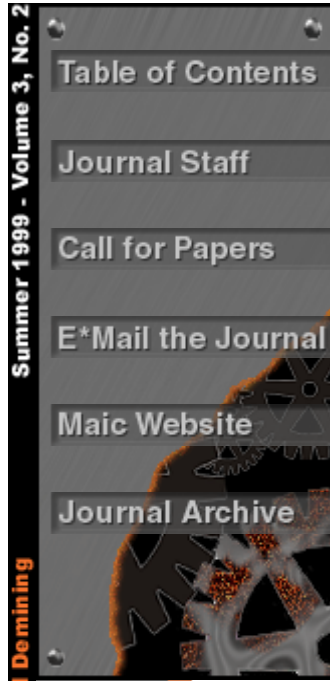 Summer 1999 - Volume 3, No. 2
Demining
Table of Contents
Journal Staff
Call for Papers
E*Mail the Journal
Maic Website
Journal Archive